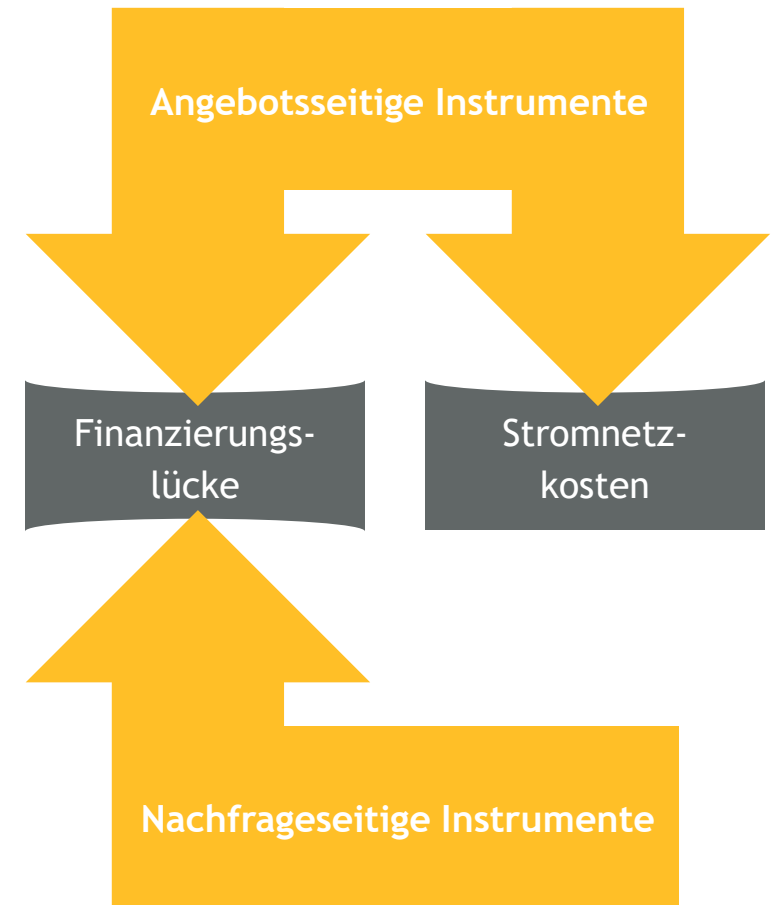 Angebotsseitige Instrumente
Finanzierungs-
lücke
Stromnetz-
kosten
Nachfrageseitige Instrumente